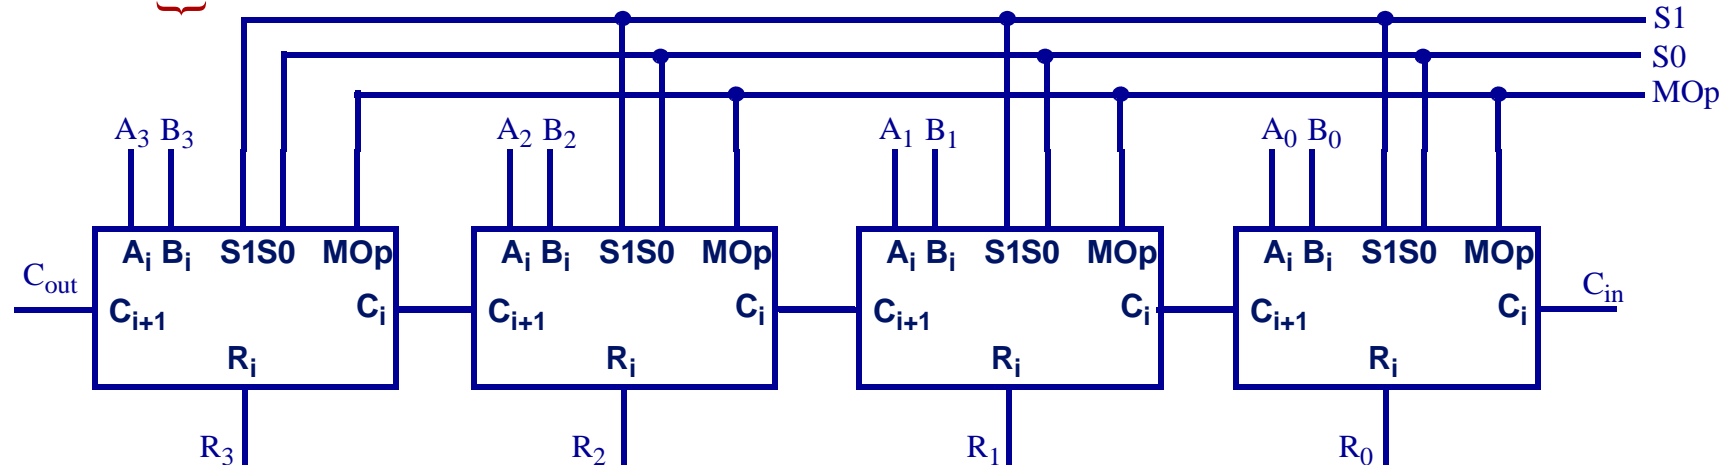 S1
S0
MOp
A3 B3 A2 B2 A1 B1 A0 B0
Ai Bi S1S0 MOp Ai Bi S1S0 MOp Ai Bi S1S0 MOp Ai Bi S1S0 MOp
Cout Ci+1 Ci Ci+1 Ci Ci+1 Ci Ci+1 Ci Cin
Ri Ri Ri Ri
R3 R2 R1 R0